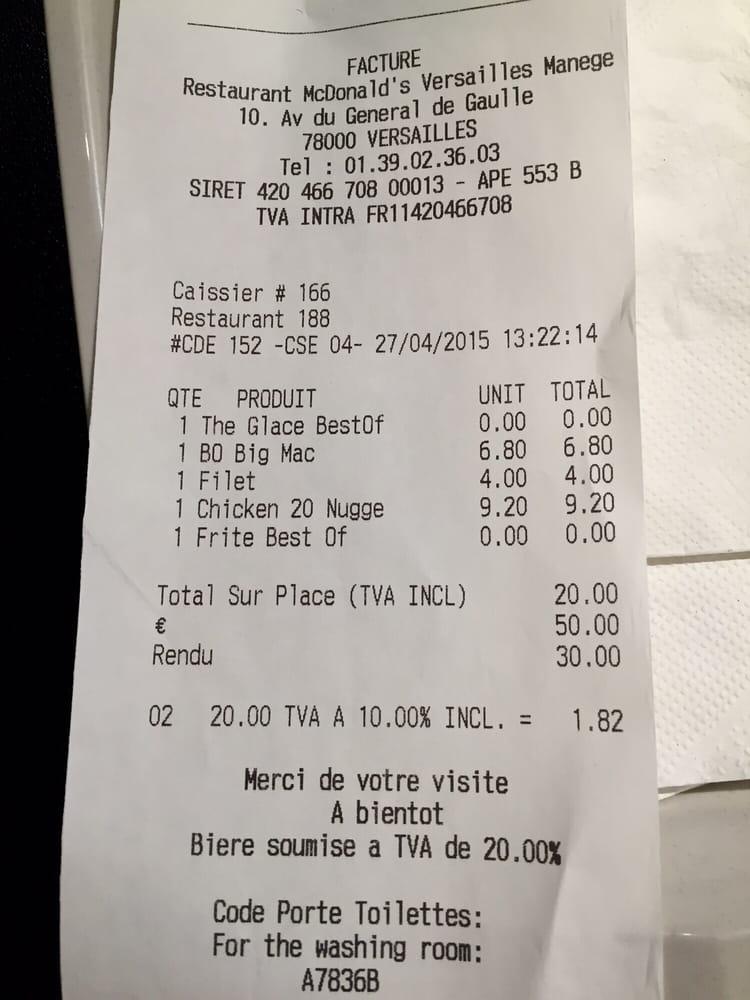 FACTURE
Restaurant McDonald's Versailles Manege
10. Av du General de Gaulle
78000 VERSAILLES
Tel : 01.39.02.36.03
SIRET 420 466 708 00013 - APE 553 B
TVA INTRA FR11420466708
Caissier # 166
Restaurant 188
#CDE 152 -CSE 04- 27/04/2015 13:22:14
QTE PRODUIT UNIT TOTAL
1 The Glace BestOf 0.00 0.00
1 BO Big Mac 6.80 6.80
1 Filet 4.00 4.00
1 Chicken 20 Nugge 9.20 9.20
1 Frite Best Of 0.00 0.00
Total Sur Place (TVA INCL) 20.00
€ 50.00
Rendu 30.00
02 20.00 TVA A 10.00% INCL. = 1.82
Merci de votre visite
A bientot
Biere soumise a TVA de 20.00%
Code Porte Toilettes:
For the washing room:
A7836B